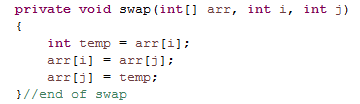 private void swap(int[] arr, int i, int j)
{
    int temp = arr[i];
    arr[i] = arr[j];
    arr[j] = temp;
}//end of swap